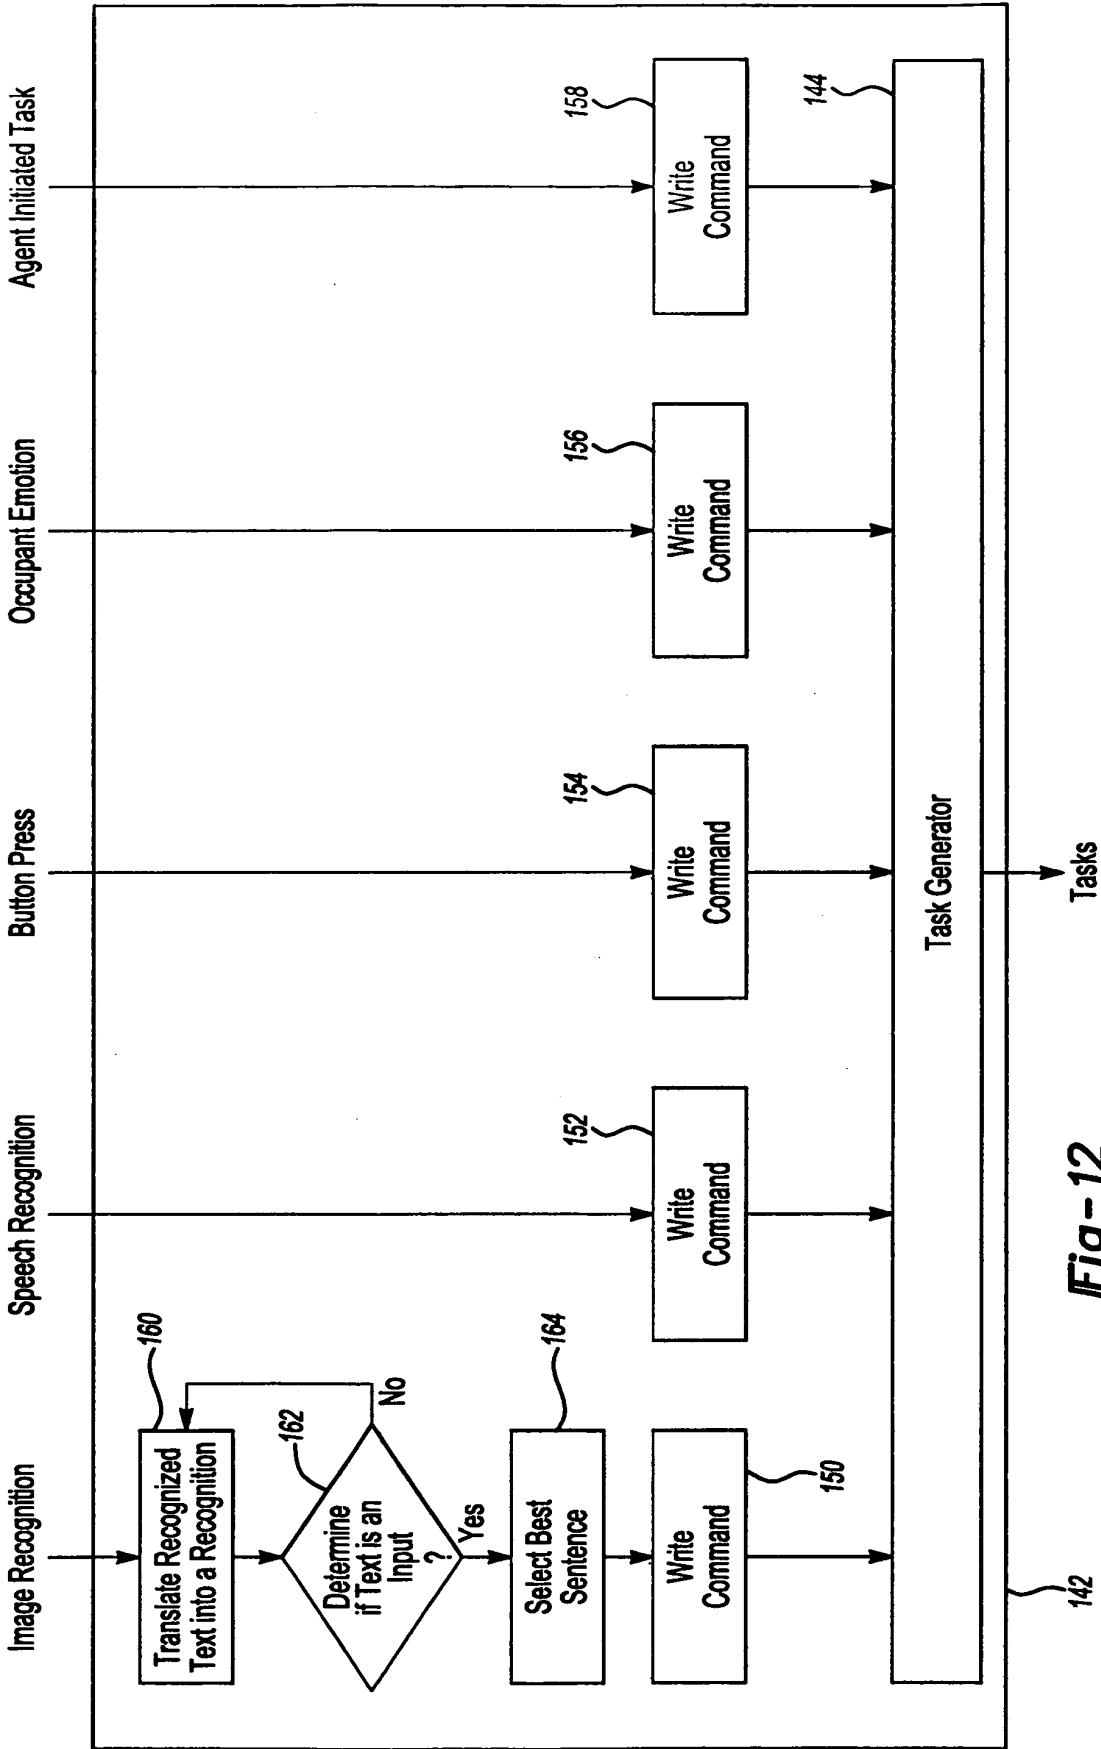 Image Recognition
Speech Recognition
Button Press
Occupant Emotion
Agent Initiated Task
160
Translate Recognized
Text into a Recognition
162
Determine
if Text is an
Input
?
No
Yes
164
Select Best
Sentence
Write
Command
150
152
Write
Command
154
Write
Command
156
Write
Command
158
Write
Command
144
Task Generator
142
Tasks
Fig-12